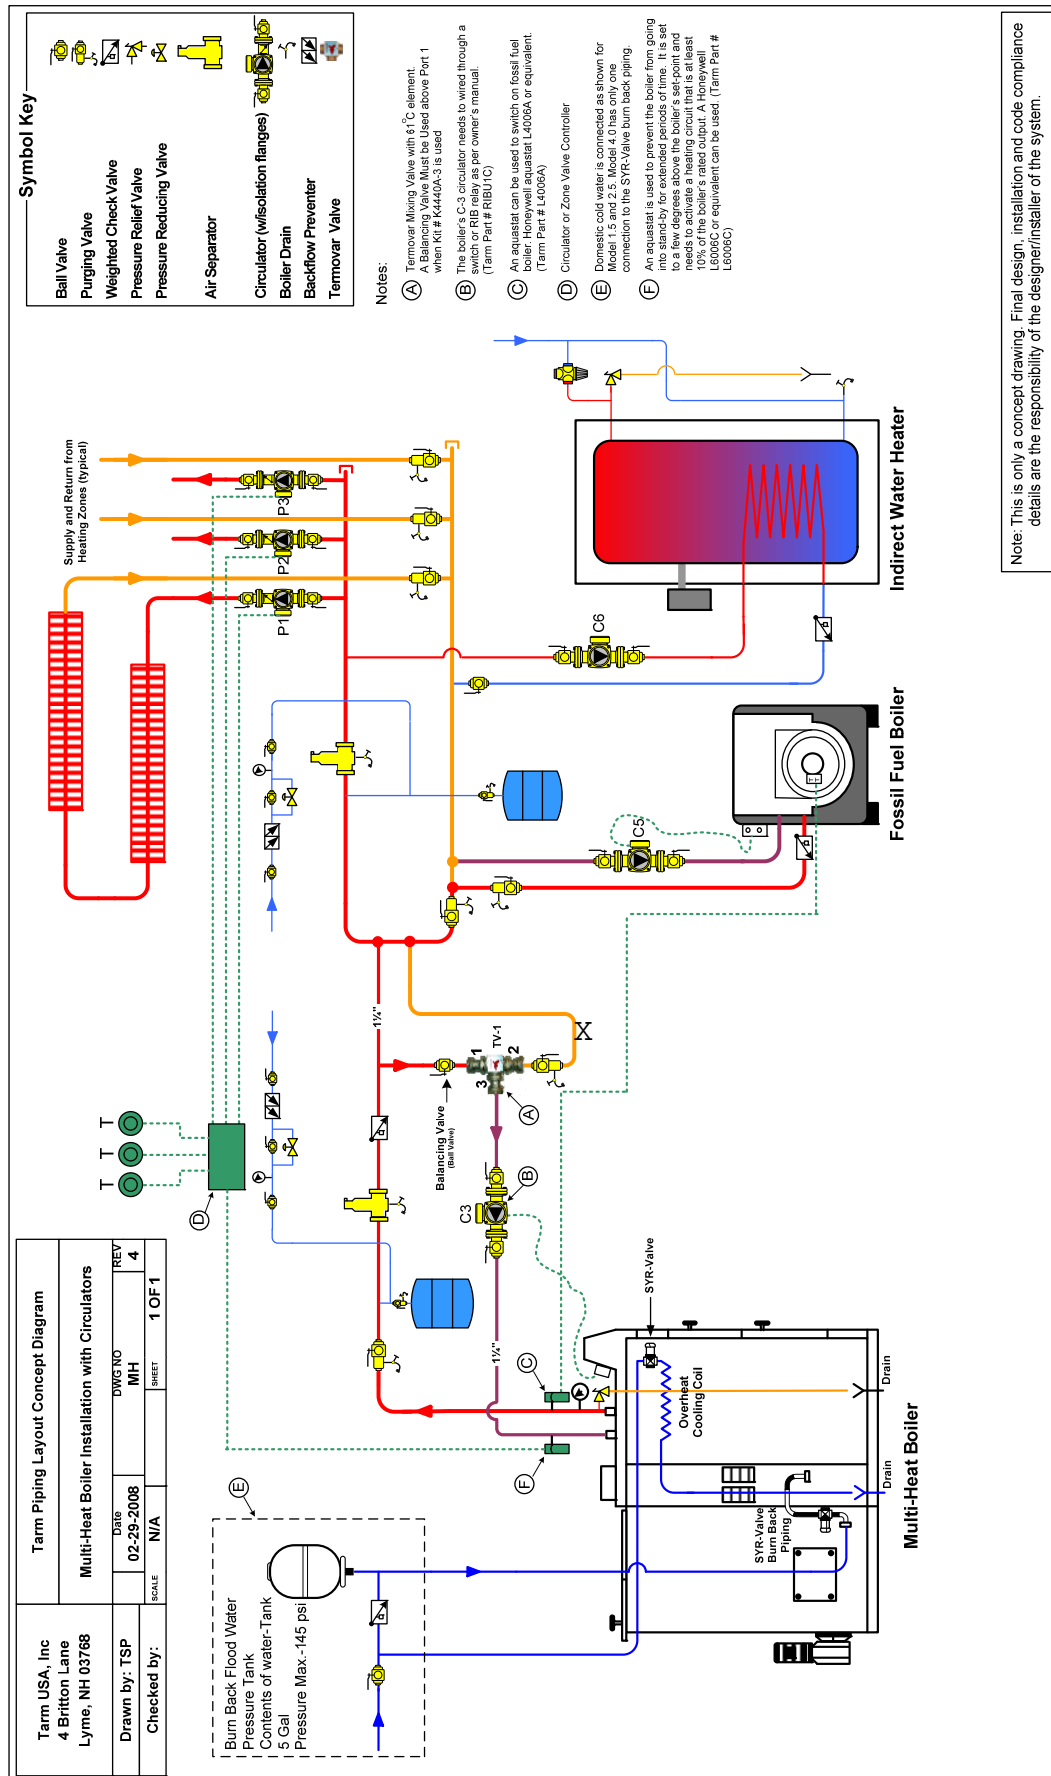 Symbol Key
Ball Valve
Purging Valve
Weighted Check Valve
Pressure Relief Valve
Pressure Reducing Valve
Air Separator
Circulator (w/isolation flanges)
Boiler Drain
Backflow Preventer
Termovar Valve
Notes:
A
Termovar Mixing Valve with 61°C element.
A Balancing Valve Must be Used above Port 1
when Kit # K4440A-3 is used
B
The boiler's C-3 circulator needs to wired through a
switch or RIB relay as per owner's manual.
(Tarm Part # RIBU1C)
C
An aquastat can be used to switch on fossil fuel
boiler. Honeywell aquastat L4006A or equivalent.
(Tarm Part # L4006A)
D
Circulator or Zone Valve Controller
E
Domestic cold water is connected as shown for
Model 1.5 and 2.5. Model 4.0 has only one
connection to the SYR-Valve burn back piping.
F
An aquastat is used to prevent the boiler from going
into stand-by for extended periods of time. It is set
to a few degrees above the boiler's set-point and
needs to activate a heating circuit that is at least
10% of the boiler's rated output. A Honeywell
L6006C or equivalent can be used. (Tarm Part #
L6006C)
Note: This is only a concept drawing. Final design, installation and code compliance
details are the responsibility of the designer/installer of the system.
Supply and Return from
Heating Zones (typical)
P1
P2
P3
C6
Indirect Water Heater
C5
Fossil Fuel Boiler
1¼"
X
TV-1
1
2
3
A
Balancing Valve
(Ball Valve)
B
C3
T
T
T
D
1¼"
C
F
SYR-Valve
Overheat
Cooling Coil
Drain
Drain
SYR-Valve
Burn Back
Piping
Multi-Heat Boiler
E
Burn Back Flood Water
Pressure Tank
Contents of water-Tank
5 Gal
Pressure Max.-145 psi
Tarm USA, Inc
4 Britton Lane
Lyme, NH 03768
Tarm Piping Layout Concept Diagram
Multi-Heat Boiler Installation with Circulators
Drawn by: TSP
Date
02-29-2008
DWG NO
MH
REV
4
Checked by:
SCALE
N/A
SHEET
1 OF1